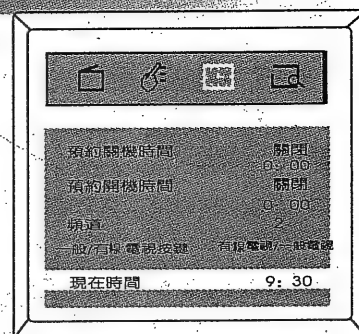 預約關機時間 關閉
0:00
預約開機時間 關閉
0:00
頻道 2
一般/有線電視按鍵 有線電視/一般電視
現在時間 9:30